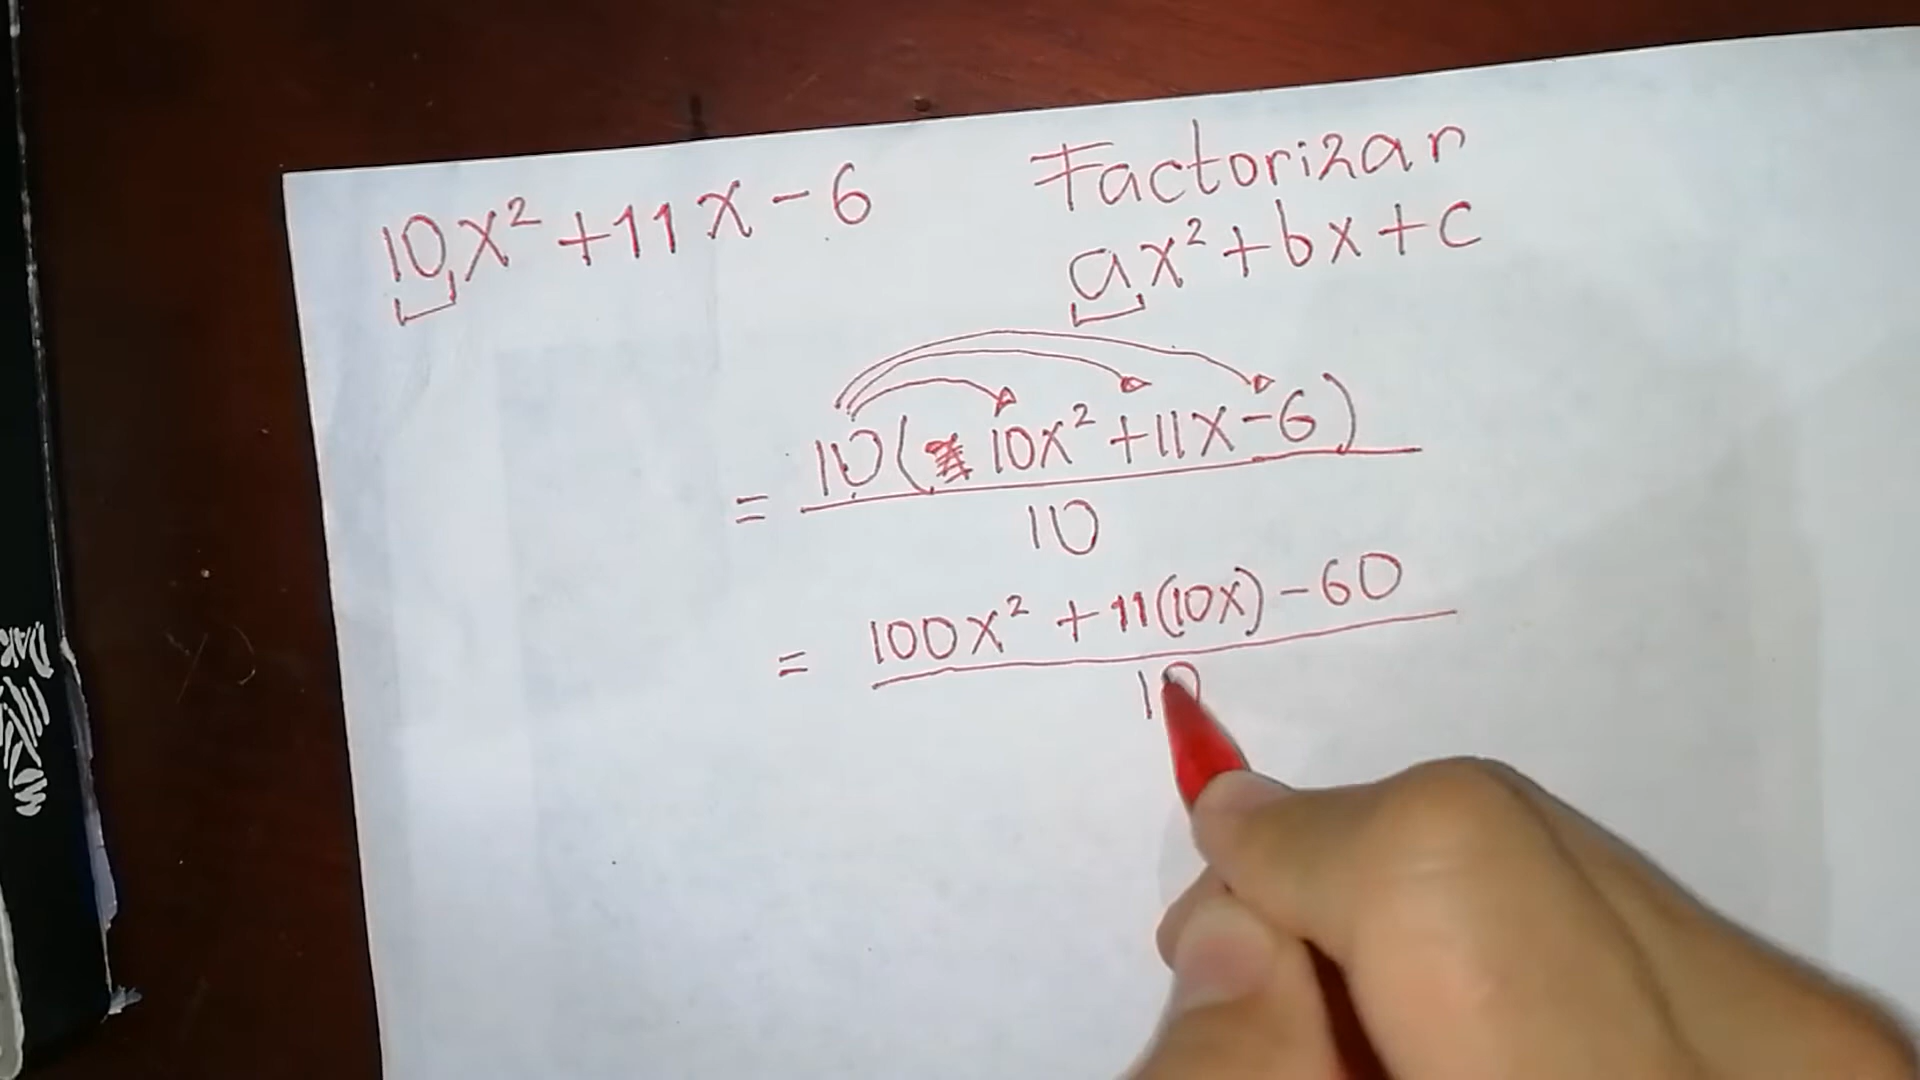 10x² + 11x - 6
Factorizar
ax² + bx + c
= 10(10x² + 11x - 6)
10
= 100x² + 11(10x) - 60
10